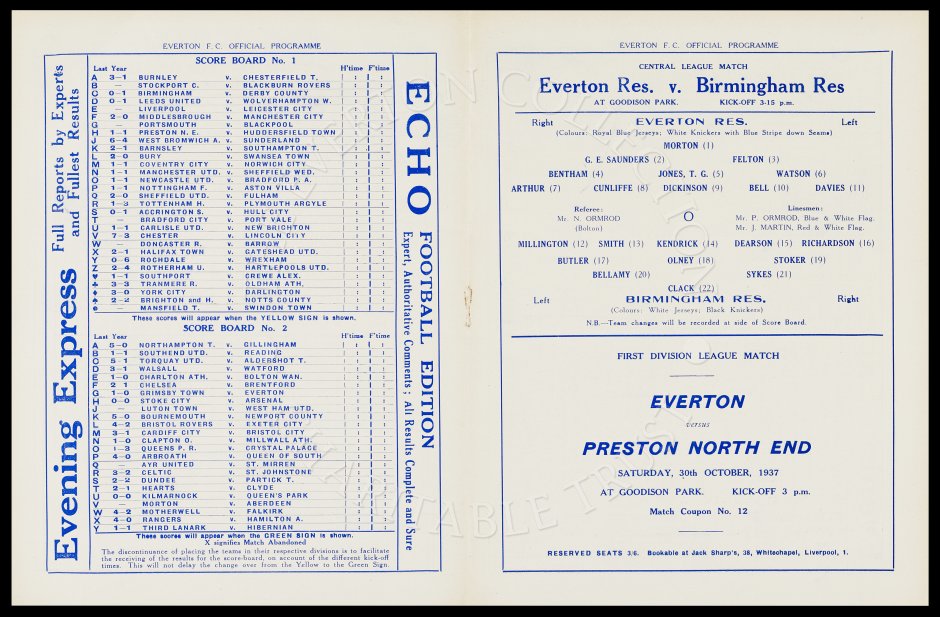 EVERTON F. C. OFFICIAL PROGRAMME
Evening Express
Full Reports by Experts
and Fullest Results
SCORE BOARD No. 1
Last Year H'time F'time
A 3–1 BURNLEY v. CHESTERFIELD T. : :
B — STOCKPORT C. v. BLACKBURN ROVERS : :
C 0–1 BIRMINGHAM v. DERBY COUNTY : :
D 0–1 LEEDS UNITED v. WOLVERHAMPTON W. : :
E — LIVERPOOL v. LEICESTER CITY : :
F 2–0 MIDDLESBROUGH v. MANCHESTER CITY : :
G — PORTSMOUTH v. BLACKPOOL : :
H 1–1 PRESTON N. E. v. HUDDERSFIELD TOWN : :
J 6–4 WEST BROMWICH A. v. SUNDERLAND : :
K 2–1 BARNSLEY v. SOUTHAMPTON T. : :
L 2–0 BURY v. SWANSEA TOWN : :
M 1–1 COVENTRY CITY v. NORWICH CITY : :
N 1–1 MANCHESTER UTD. v. SHEFFIELD WED. : :
O 1–1 NEWCASTLE UTD. v. BRADFORD P. A. : :
P 1–1 NOTTINGHAM F. v. ASTON VILLA : :
Q 2–0 SHEFFIELD UTD. v. FULHAM : :
R 1–3 TOTTENHAM H. v. PLYMOUTH ARGYLE : :
S 0–1 ACCRINGTON S. v. HULL CITY : :
T — BRADFORD CITY v. PORT VALE : :
U 1–1 CARLISLE UTD. v. NEW BRIGHTON : :
V 7–3 CHESTER v. LINCOLN CITY : :
W — DONCASTER R. v. BARROW : :
X 2–1 HALIFAX TOWN v. GATESHEAD UTD. : :
Y 0–6 ROCHDALE v. WREXHAM : :
Z 2–4 ROTHERHAM U. v. HARTLEPOOLS UTD. : :
1–1 SOUTHPORT v. CREWE ALEX. : :
♣ 3–3 TRANMERE R. v. OLDHAM ATH. : :
♦ 3–0 YORK CITY v. DARLINGTON : :
♠ 2–2 BRIGHTON and H. v. NOTTS COUNTY : :
— MANSFIELD T. v. SWINDON TOWN : :
These scores will appear when the YELLOW SIGN is shown.
SCORE BOARD No. 2
Last Year H'time F'time
A 5–0 NORTHAMPTON T. v. GILLINGHAM : :
B 1–1 SOUTHEND UTD. v. READING : :
C 5–1 TORQUAY UTD. v. ALDERSHOT T. : :
D 3–1 WALSALL v. WATFORD : :
E 1–0 CHARLTON ATH. v. BOLTON WAN. : :
F 2 1 CHELSEA v. BRENTFORD : :
G 1–0 GRIMSBY TOWN v. EVERTON : :
H 0–0 STOKE CITY v. ARSENAL : :
J — LUTON TOWN v. WEST HAM UTD. : :
K 5–0 BOURNEMOUTH v. NEWPORT COUNTY : :
L 4–2 BRISTOL ROVERS v. EXETER CITY : :
M 3–1 CARDIFF CITY v. BRISTOL CITY : :
N 1–0 CLAPTON O. v. MILLWALL ATH. : :
O 1–3 QUEENS P. R. v. CRYSTAL PALACE : :
P 4–0 ARBROATH v. QUEEN OF SOUTH : :
Q — AYR UNITED v. ST. MIRREN : :
R 3–2 CELTIC v. ST. JOHNSTONE : :
S 2–2 DUNDEE v. PARTICK T. : :
T 2–1 HEARTS v. CLYDE : :
U 0–0 KILMARNOCK v. QUEEN'S PARK : :
V — MORTON v. ABERDEEN : :
W 4–2 MOTHERWELL v. FALKIRK : :
X 4–0 RANGERS v. HAMILTON A. : :
Y 1–1 THIRD LANARK v. HIBERNIAN : :
These scores will appear when the GREEN SIGN is shown.
X signifies Match Abandoned
The discontinuance of placing the teams in their respective divisions is to facilitate
the receiving of the results for the score-board, on account of the different kick-off
times. This will not delay the change over from the Yellow to the Green Sign.
ECHO FOOTBALL EDITION
Expert, Authoritative Comments; All Results Complete and Sure
EVERTON F. C. OFFICIAL PROGRAMME
CENTRAL LEAGUE MATCH
Everton Res. v. Birmingham Res
AT GOODISON PARK. KICK-OFF 3-15 p.m.
Right EVERTON RES. Left
(Colours: Royal Blue Jerseys; White Knickers with Blue Stripe down Seams)
MORTON (1)
G. E. SAUNDERS (2) FELTON (3)
BENTHAM (4) JONES, T. G. (5) WATSON (6)
ARTHUR (7) CUNLIFFE (8) DICKINSON (9) BELL (10) DAVIES (11)
Referee: Linesmen:
Mr. N. ORMROD O Mr. P. ORMROD, Blue & White Flag.
(Bolton) Mr. J. MARTIN, Red & White Flag.
MILLINGTON (12) SMITH (13) KENDRICK (14) DEARSON (15) RICHARDSON (16)
BUTLER (17) OLNEY (18) STOKER (19)
BELLAMY (20) SYKES (21)
CLACK (22)
Left BIRMINGHAM RES. Right
(Colours: White Jerseys; Black Knickers)
N.B.—Team changes will be recorded at side of Score Board.
FIRST DIVISION LEAGUE MATCH
EVERTON
versus
PRESTON NORTH END
SATURDAY, 30th OCTOBER, 1937
AT GOODISON PARK. KICK-OFF 3 p.m.
Match Coupon No. 12
RESERVED SEATS 3/6. Bookable at Jack Sharp's, 38, Whitechapel, Liverpool, 1.